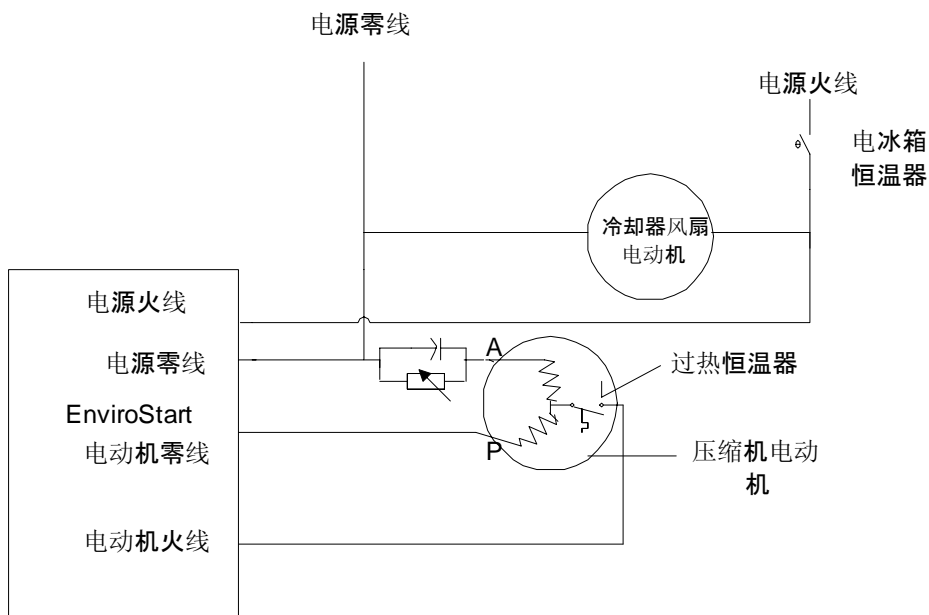 电源零线
电源火线
电冰箱
恒温器
冷却器风扇
电动机
电源火线
电源零线
A
过热恒温器
EnviroStart
电动机零线
P
压缩机电动
机
电动机火线